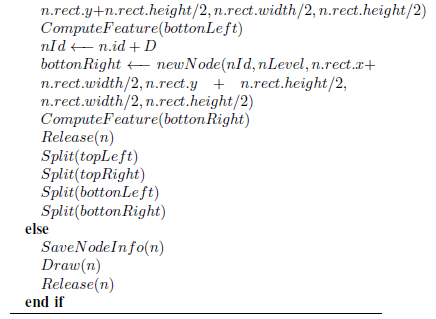 n.rect.y+n.rect.height/2, n.rect.width/2, n.rect.height/2)
ComputeFeature(bottonLeft)
nId ⟵ n.id + D
bottonRight ⟵ newNode(nId, nLevel, n.rect.x+
n.rect.width/2, n.rect.y + n.rect.height/2,
n.rect.width/2, n.rect.height/2)
ComputeFeature(bottonRight)
Release(n)
Split(topLeft)
Split(topRight)
Split(bottonLeft)
Split(bottonRight)
else
SaveNodeInfo(n)
Draw(n)
Release(n)
end if